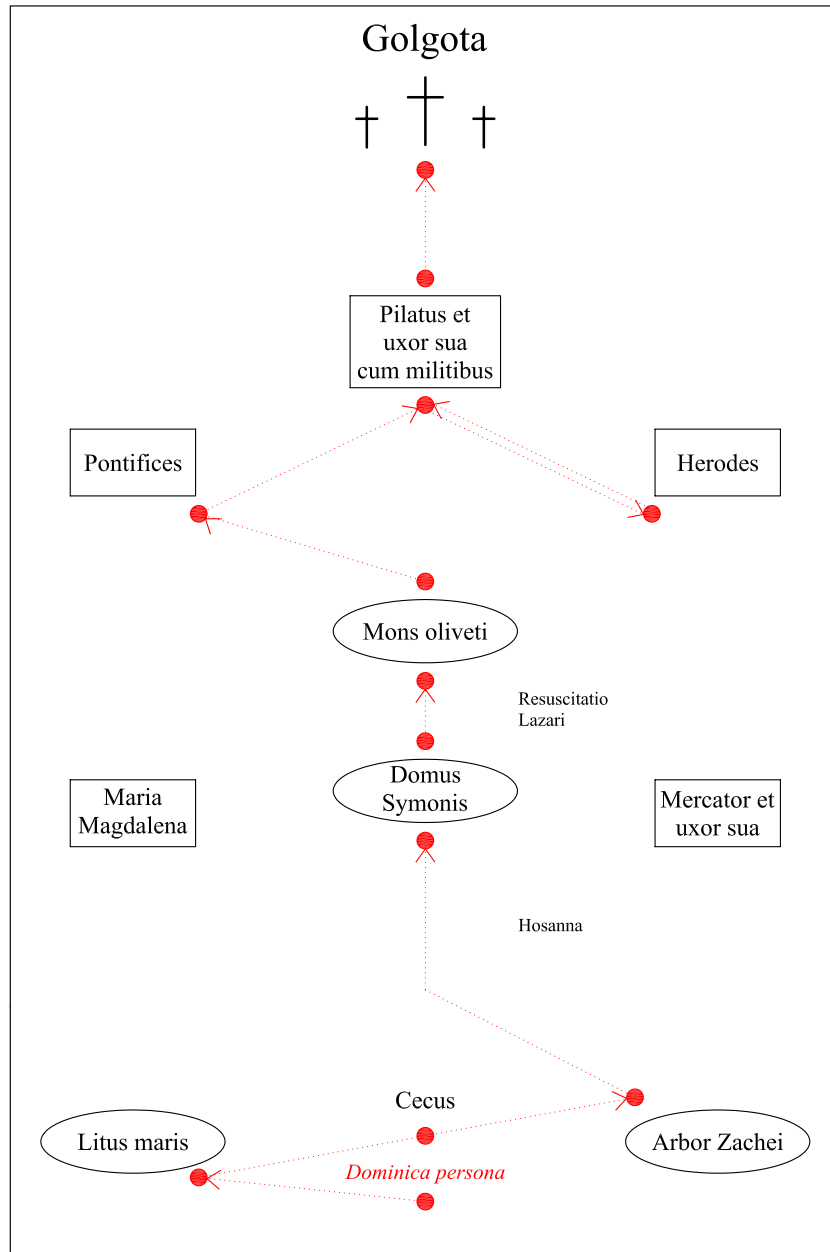 Golgota
Pilatus et
uxor sua
cum militibus
Pontifices
Herodes
Mons oliveti
Resuscitatio
Lazari
Domus
Symonis
Maria
Magdalena
Mercator et
uxor sua
Hosanna
Cecus
Litus maris
Arbor Zachei
Dominica persona